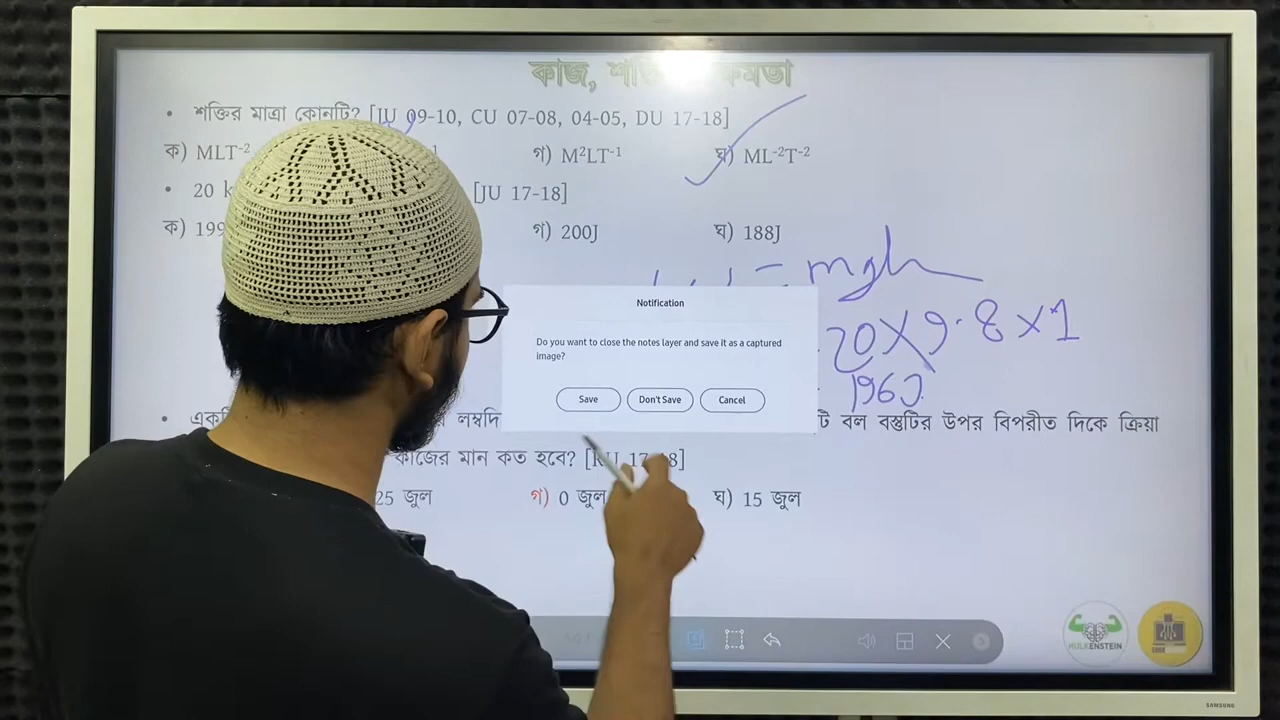 কাজ, শক্তি ক্ষমতা
• শক্তির মাত্রা কোনটি? [JU 09-10, CU 07-08, 04-05, DU 17-18]
ক) MLT⁻² গ) M²LT⁻¹ ঘ) ML⁻²T⁻²
• 20 [JU 17-18]
ক) 199 গ) 200J ঘ) 188J
= mgh
20 × 9.8 × 1
196J
Notification
Do you want to close the notes layer and save it as a captured
image?
Save Don't Save Cancel
লম্বদি টি বল বস্তুটির উপর বিপরীত দিকে ক্রিয়া
কাজের মান কত হবে? [RU 17-18]
25 জুল গ) 0 জুল ঘ) 15 জুল
HULKENSTEIN
SAMSUNG